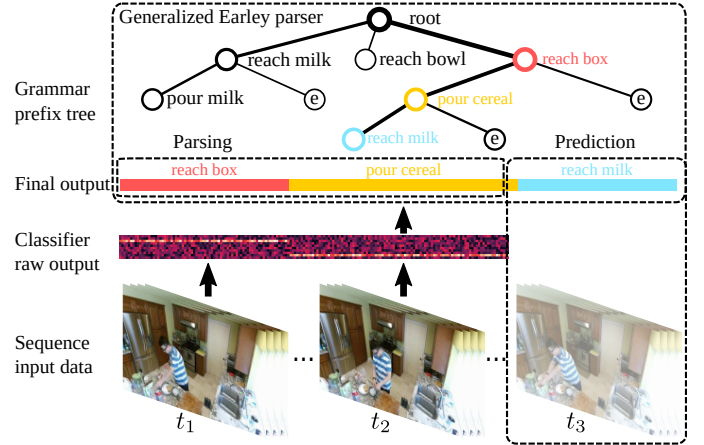 Generalized Earley parser
root
reach milk
reach bowl
reach box
Grammar
prefix tree
pour milk
e
pour cereal
e
reach milk
e
Parsing
Prediction
Final output
reach box
pour cereal
reach milk
Classifier
raw output
Sequence
input data
...
...
t1
t2
t3